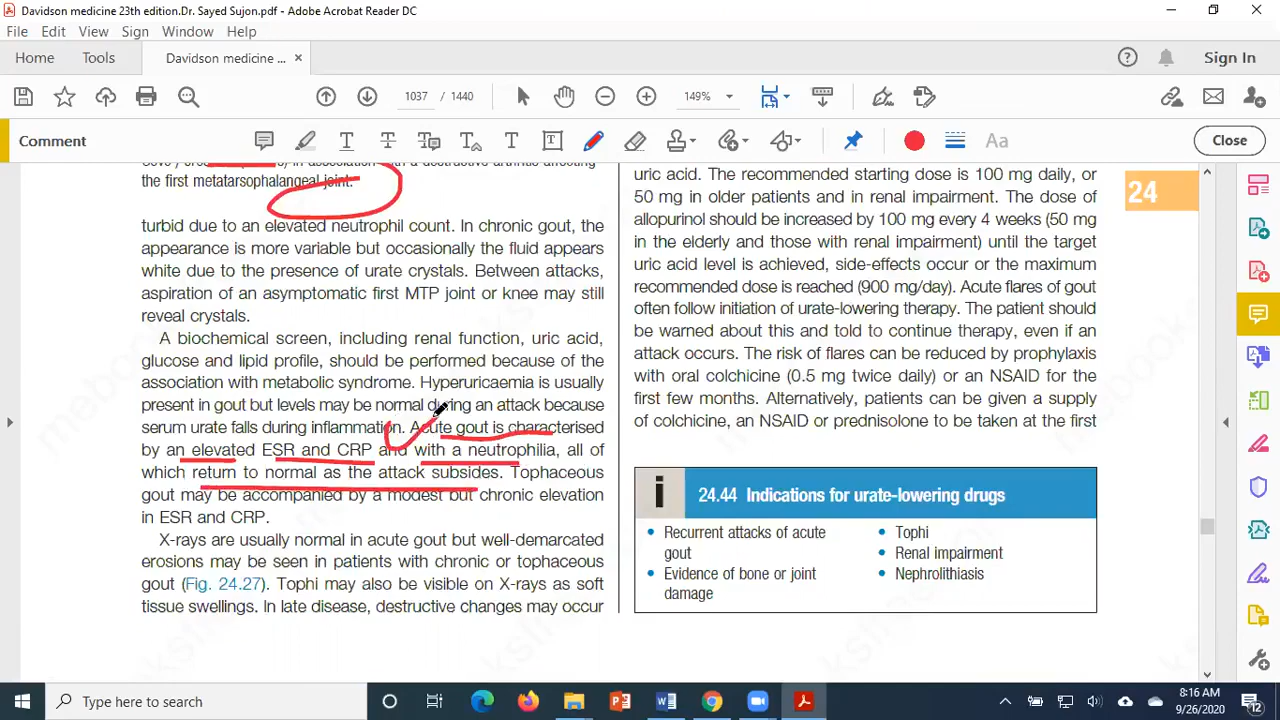 Davidson medicine 23th edition.Dr. Sayed Sujon.pdf - Adobe Acrobat Reader DC
File Edit View Sign Window Help
Home Tools Davidson medicine ... × Sign In
1037 / 1440 149%
Comment Aa Close
the first metatarsophalangeal joint.
turbid due to an elevated neutrophil count. In chronic gout, the
appearance is more variable but occasionally the fluid appears
white due to the presence of urate crystals. Between attacks,
aspiration of an asymptomatic first MTP joint or knee may still
reveal crystals.
A biochemical screen, including renal function, uric acid,
glucose and lipid profile, should be performed because of the
association with metabolic syndrome. Hyperuricaemia is usually
present in gout but levels may be normal during an attack because
serum urate falls during inflammation. Acute gout is characterised
by an elevated ESR and CRP and with a neutrophilia, all of
which return to normal as the attack subsides. Tophaceous
gout may be accompanied by a modest but chronic elevation
in ESR and CRP.
X-rays are usually normal in acute gout but well-demarcated
erosions may be seen in patients with chronic or tophaceous
gout (Fig. 24.27). Tophi may also be visible on X-rays as soft
tissue swellings. In late disease, destructive changes may occur
uric acid. The recommended starting dose is 100 mg daily, or
50 mg in older patients and in renal impairment. The dose of
allopurinol should be increased by 100 mg every 4 weeks (50 mg
in the elderly and those with renal impairment) until the target
uric acid level is achieved, side-effects occur or the maximum
recommended dose is reached (900 mg/day). Acute flares of gout
often follow initiation of urate-lowering therapy. The patient should
be warned about this and told to continue therapy, even if an
attack occurs. The risk of flares can be reduced by prophylaxis
with oral colchicine (0.5 mg twice daily) or an NSAID for the
first few months. Alternatively, patients can be given a supply
of colchicine, an NSAID or prednisolone to be taken at the first
24
i 24.44 Indications for urate-lowering drugs
• Recurrent attacks of acute
gout
• Evidence of bone or joint
damage
• Tophi
• Renal impairment
• Nephrolithiasis
Type here to search
8:16 AM
9/26/2020
12